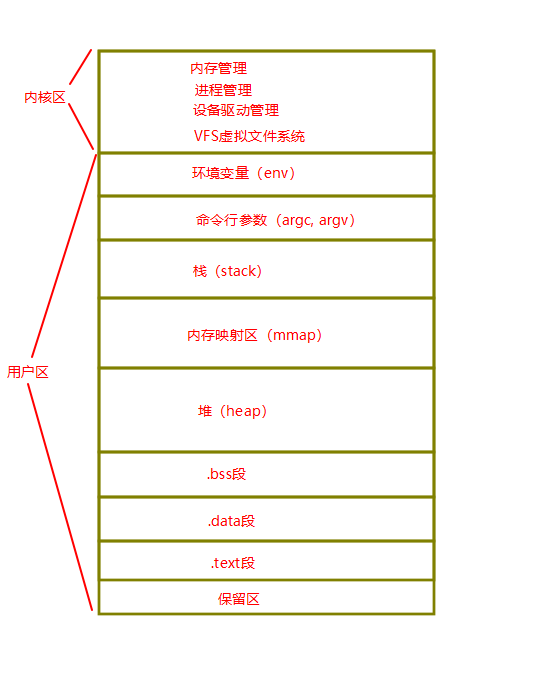 内存管理
进程管理
设备驱动管理
VFS虚拟文件系统
内核区
环境变量（env）
命令行参数（argc, argv）
栈（stack）
内存映射区（mmap）
用户区
堆（heap）
.bss段
.data段
.text段
保留区